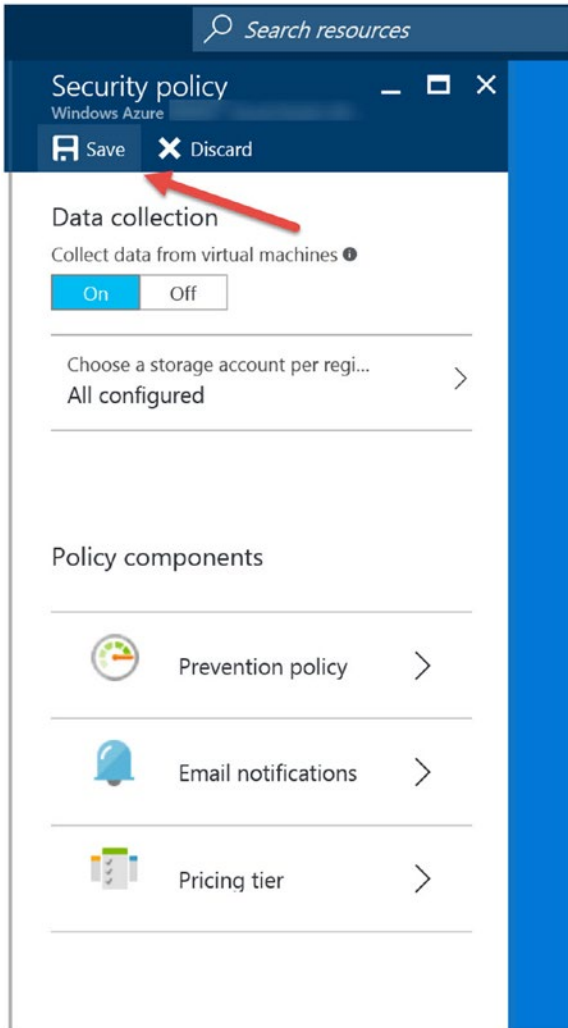 Search resources
Security policy
Windows Azure
Save Discard
Data collection
Collect data from virtual machines
On Off
Choose a storage account per regi...
All configured
Policy components
Prevention policy
Email notifications
Pricing tier